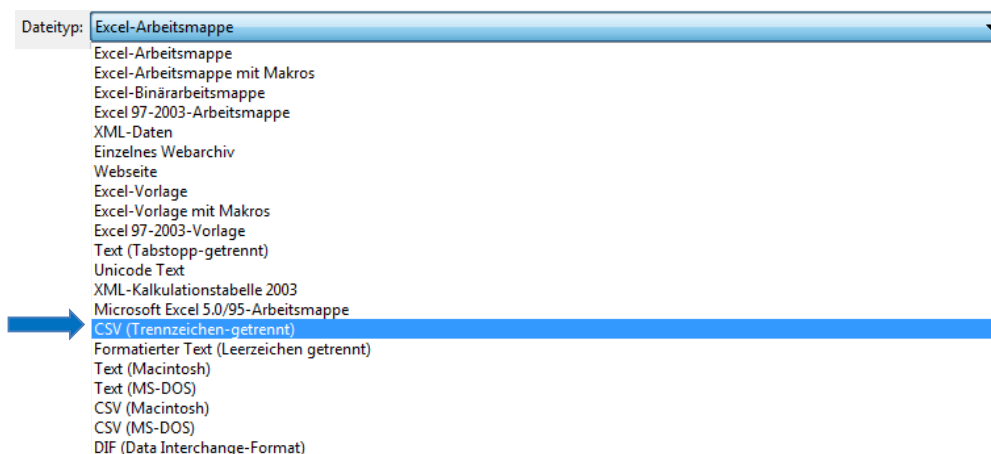 Dateityp: Excel-Arbeitsmappe
Excel-Arbeitsmappe
Excel-Arbeitsmappe mit Makros
Excel-Binärarbeitsmappe
Excel 97-2003-Arbeitsmappe
XML-Daten
Einzelnes Webarchiv
Webseite
Excel-Vorlage
Excel-Vorlage mit Makros
Excel 97-2003-Vorlage
Text (Tabstopp-getrennt)
Unicode Text
XML-Kalkulationstabelle 2003
Microsoft Excel 5.0/95-Arbeitsmappe
CSV (Trennzeichen-getrennt)
Formatierter Text (Leerzeichen getrennt)
Text (Macintosh)
Text (MS-DOS)
CSV (Macintosh)
CSV (MS-DOS)
DIF (Data Interchange-Format)